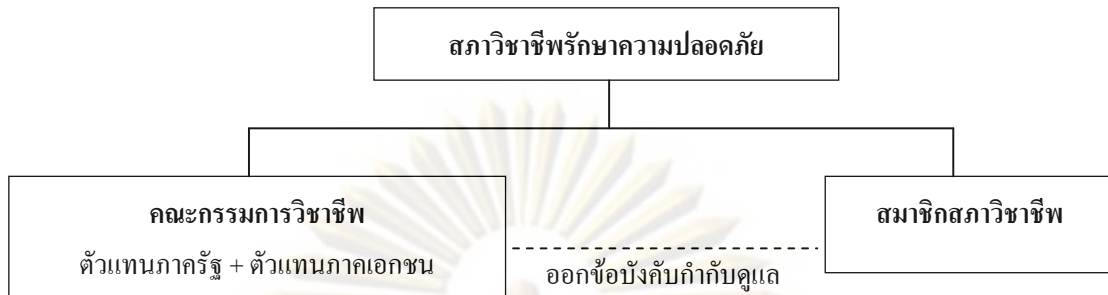 สภาวิชาชีพรักษาความปลอดภัย
คณะกรรมการวิชาชีพ
ตัวแทนภาครัฐ + ตัวแทนภาคเอกชน
ออกข้อบังคับกำกับดูแล
สมาชิกสภาวิชาชีพ